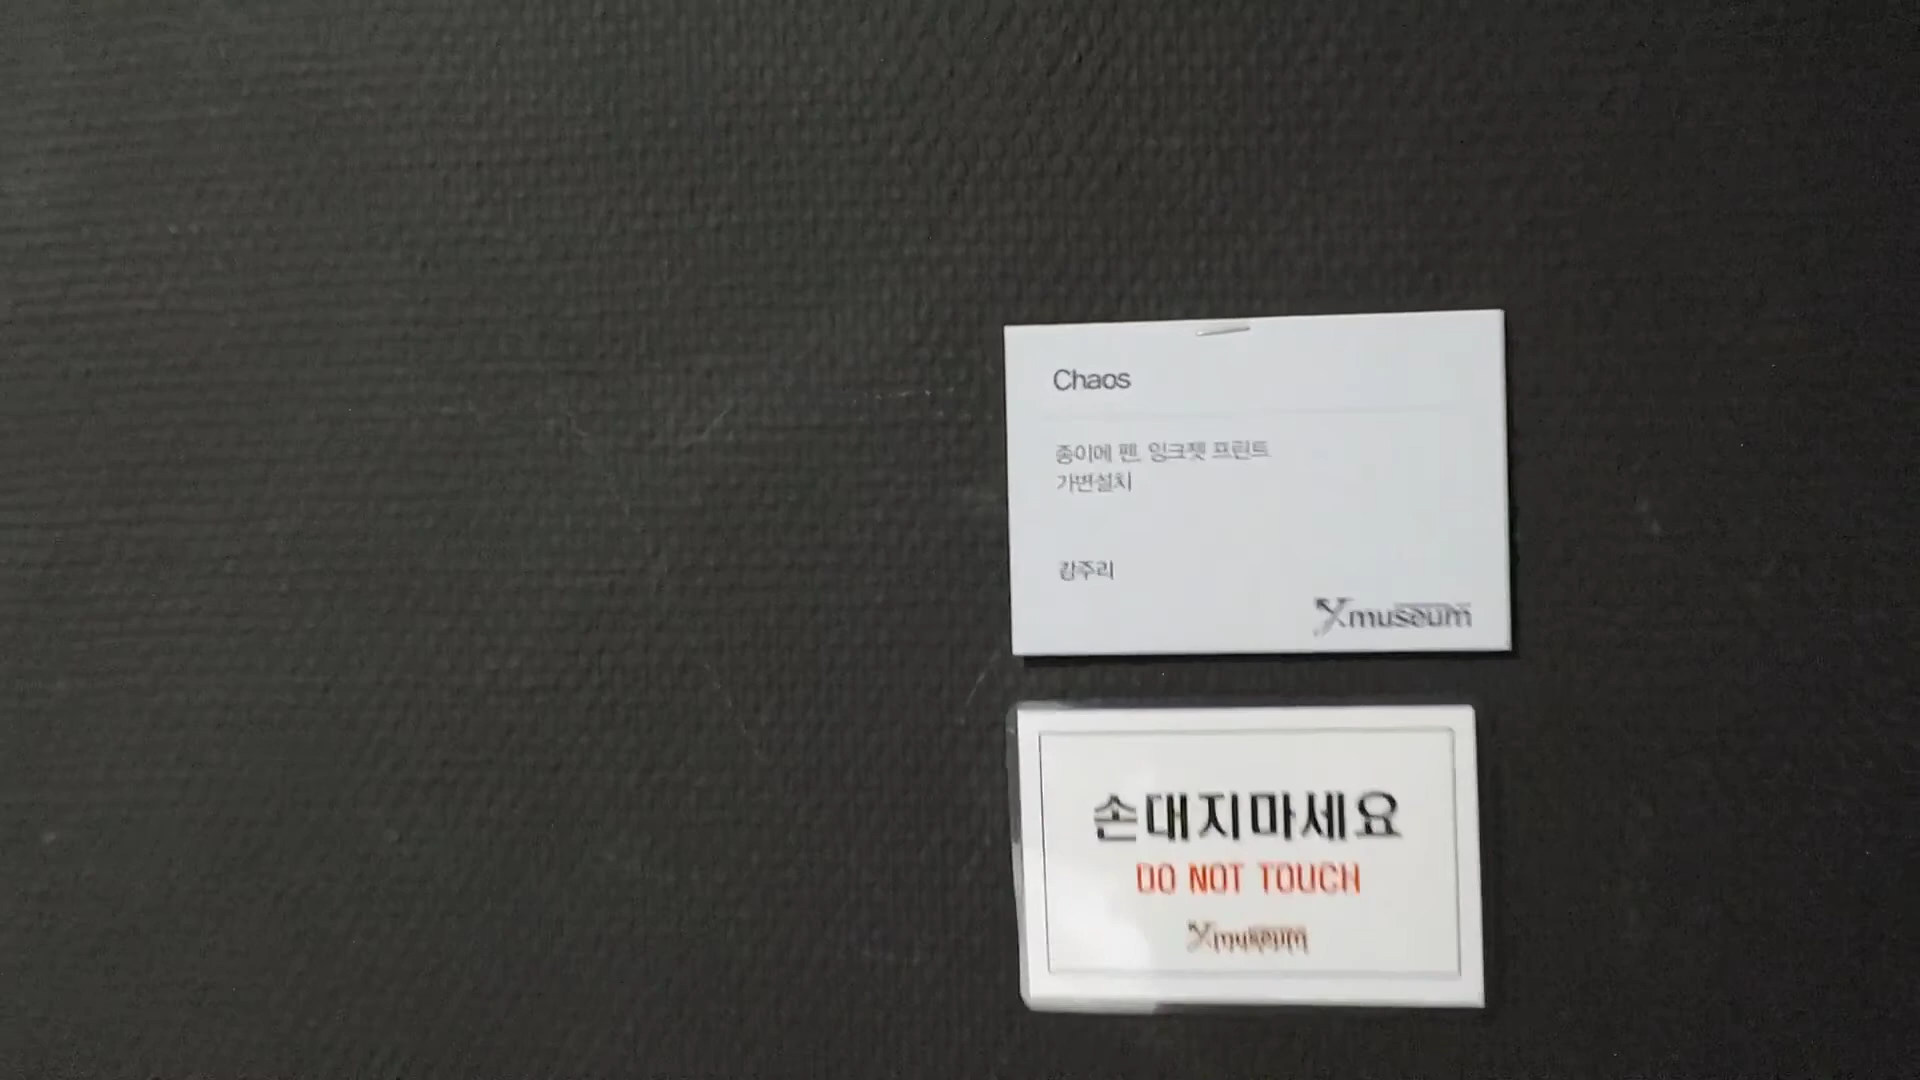 Chaos
종이에 펜, 잉크젯 프린트
가변설치
감주리
Xmuseum
손대지마세요
DO NOT TOUCH
Xmuseum